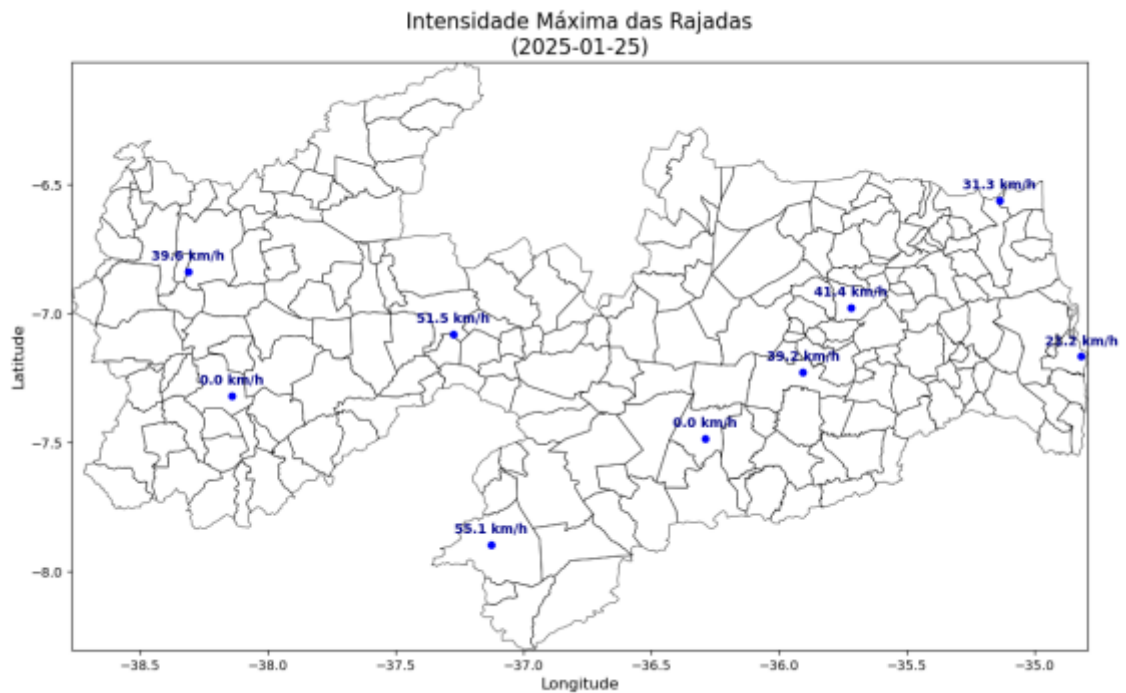 Intensidade Máxima das Rajadas
(2025-01-25)
Latitude
−6.5
−7.0
−7.5
−8.0
31.3 km/h
39.6 km/h
41.4 km/h
51.5 km/h
23.2 km/h
39.2 km/h
0.0 km/h
0.0 km/h
55.1 km/h
−38.5
−38.0
−37.5
−37.0
−36.5
−36.0
−35.5
−35.0
Longitude